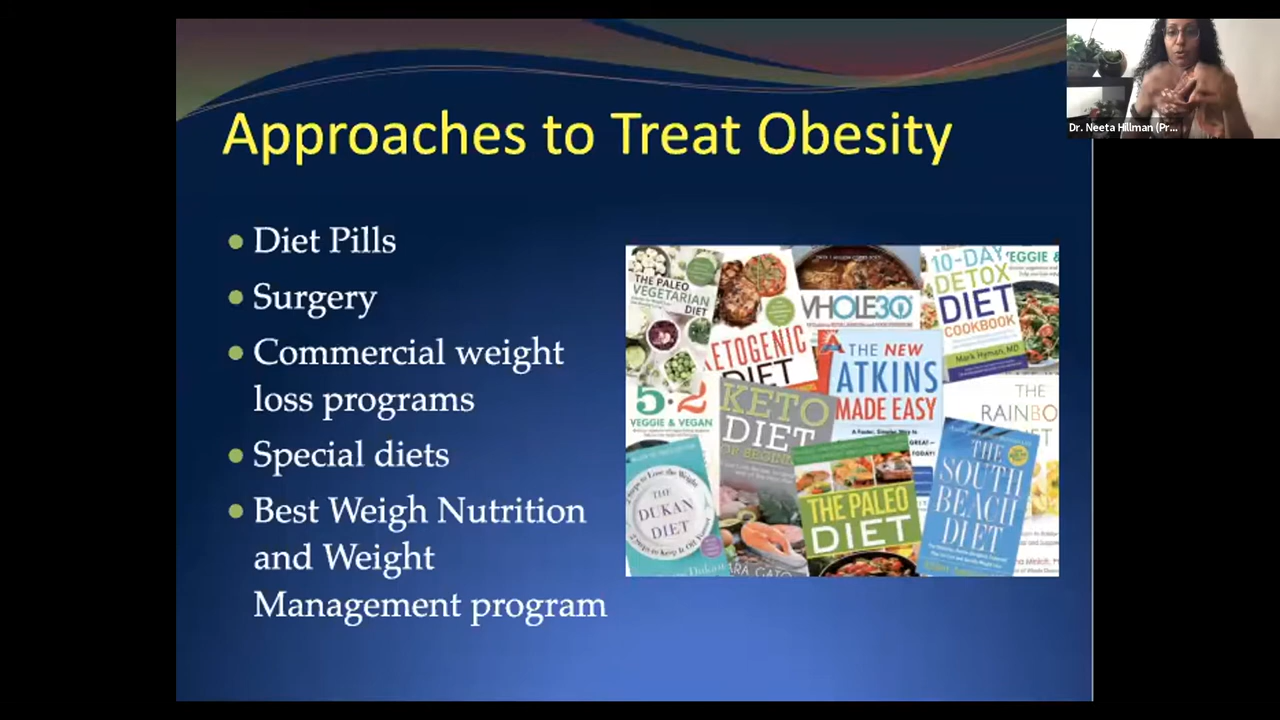 Approaches to Treat Obesity
Dr. Neeta Hillman (Pr...
Diet Pills
Surgery
Commercial weight
loss programs
Special diets
Best Weigh Nutrition
and Weight
Management program
THE PALEO
VEGETARIAN
DIET
KETOGENIC
DIET
WHOLE30
10-DAY
DETOX
DIET
COOKBOOK
Mark Hyman, MD
VEGGIE &
5:2
VEGGIE & VEGAN
KETO
DIET
THE NEW
ATKINS
MADE EASY
THE
RAINBO
THE
DUKAN
DIET
THE PALEO
DIET
THE
SOUTH
BEACH
DIET